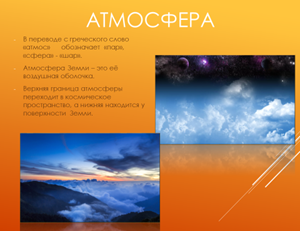 АТМОСФЕРА
В переводе с греческого слово
«атмос» обозначает «пар»,
«сфера» - «шар».
Атмосфера Земли – это её
воздушная оболочка.
Верхняя граница атмосферы
переходит в космическое
пространство, а нижняя находится у
поверхности Земли.